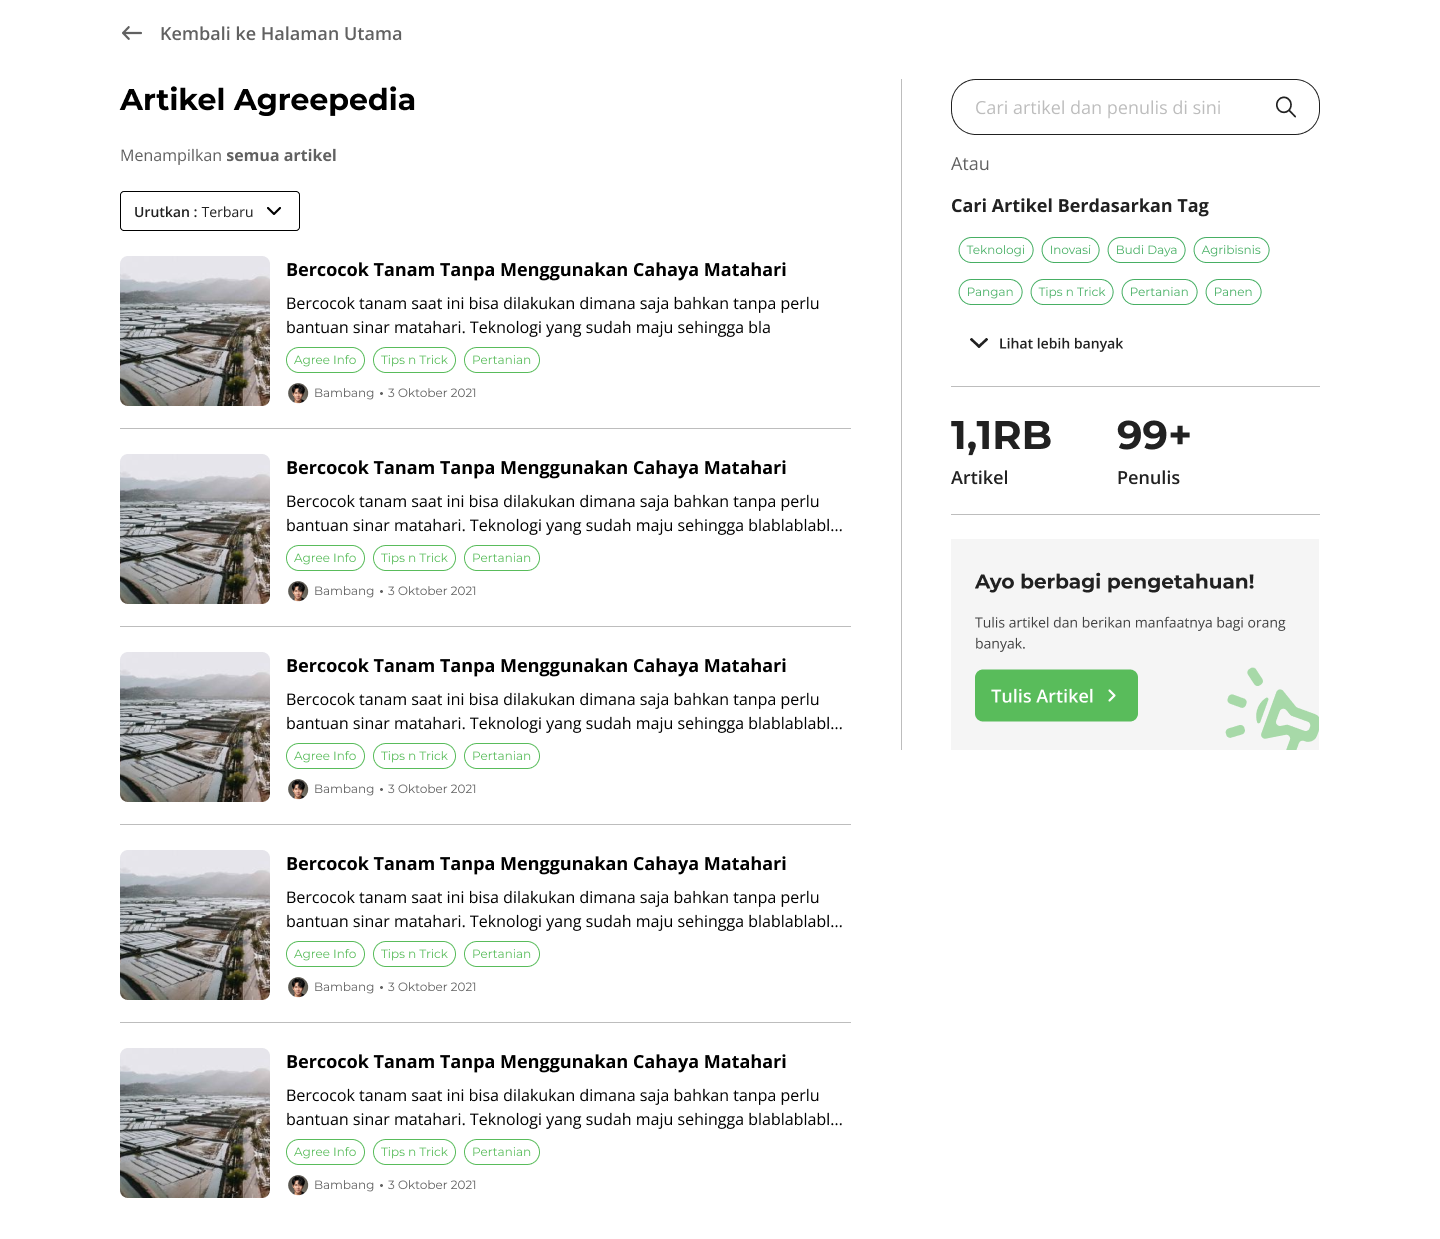 Kembali ke Halaman Utama
Artikel Agreepedia
Menampilkan semua artikel
Urutkan : Terbaru
Bercocok Tanam Tanpa Menggunakan Cahaya Matahari
Bercocok tanam saat ini bisa dilakukan dimana saja bahkan tanpa perlu
bantuan sinar matahari. Teknologi yang sudah maju sehingga bla
Agree Info Tips n Trick Pertanian
Bambang • 3 Oktober 2021
Bercocok Tanam Tanpa Menggunakan Cahaya Matahari
Bercocok tanam saat ini bisa dilakukan dimana saja bahkan tanpa perlu
bantuan sinar matahari. Teknologi yang sudah maju sehingga blablablabl...
Agree Info Tips n Trick Pertanian
Bambang • 3 Oktober 2021
Bercocok Tanam Tanpa Menggunakan Cahaya Matahari
Bercocok tanam saat ini bisa dilakukan dimana saja bahkan tanpa perlu
bantuan sinar matahari. Teknologi yang sudah maju sehingga blablablabl...
Agree Info Tips n Trick Pertanian
Bambang • 3 Oktober 2021
Bercocok Tanam Tanpa Menggunakan Cahaya Matahari
Bercocok tanam saat ini bisa dilakukan dimana saja bahkan tanpa perlu
bantuan sinar matahari. Teknologi yang sudah maju sehingga blablablabl...
Agree Info Tips n Trick Pertanian
Bambang • 3 Oktober 2021
Bercocok Tanam Tanpa Menggunakan Cahaya Matahari
Bercocok tanam saat ini bisa dilakukan dimana saja bahkan tanpa perlu
bantuan sinar matahari. Teknologi yang sudah maju sehingga blablablabl...
Agree Info Tips n Trick Pertanian
Bambang • 3 Oktober 2021
Cari artikel dan penulis di sini
Atau
Cari Artikel Berdasarkan Tag
Teknologi Inovasi Budi Daya Agribisnis
Pangan Tips n Trick Pertanian Panen
Lihat lebih banyak
1,1RB 99+
Artikel Penulis
Ayo berbagi pengetahuan!
Tulis artikel dan berikan manfaatnya bagi orang
banyak.
Tulis Artikel